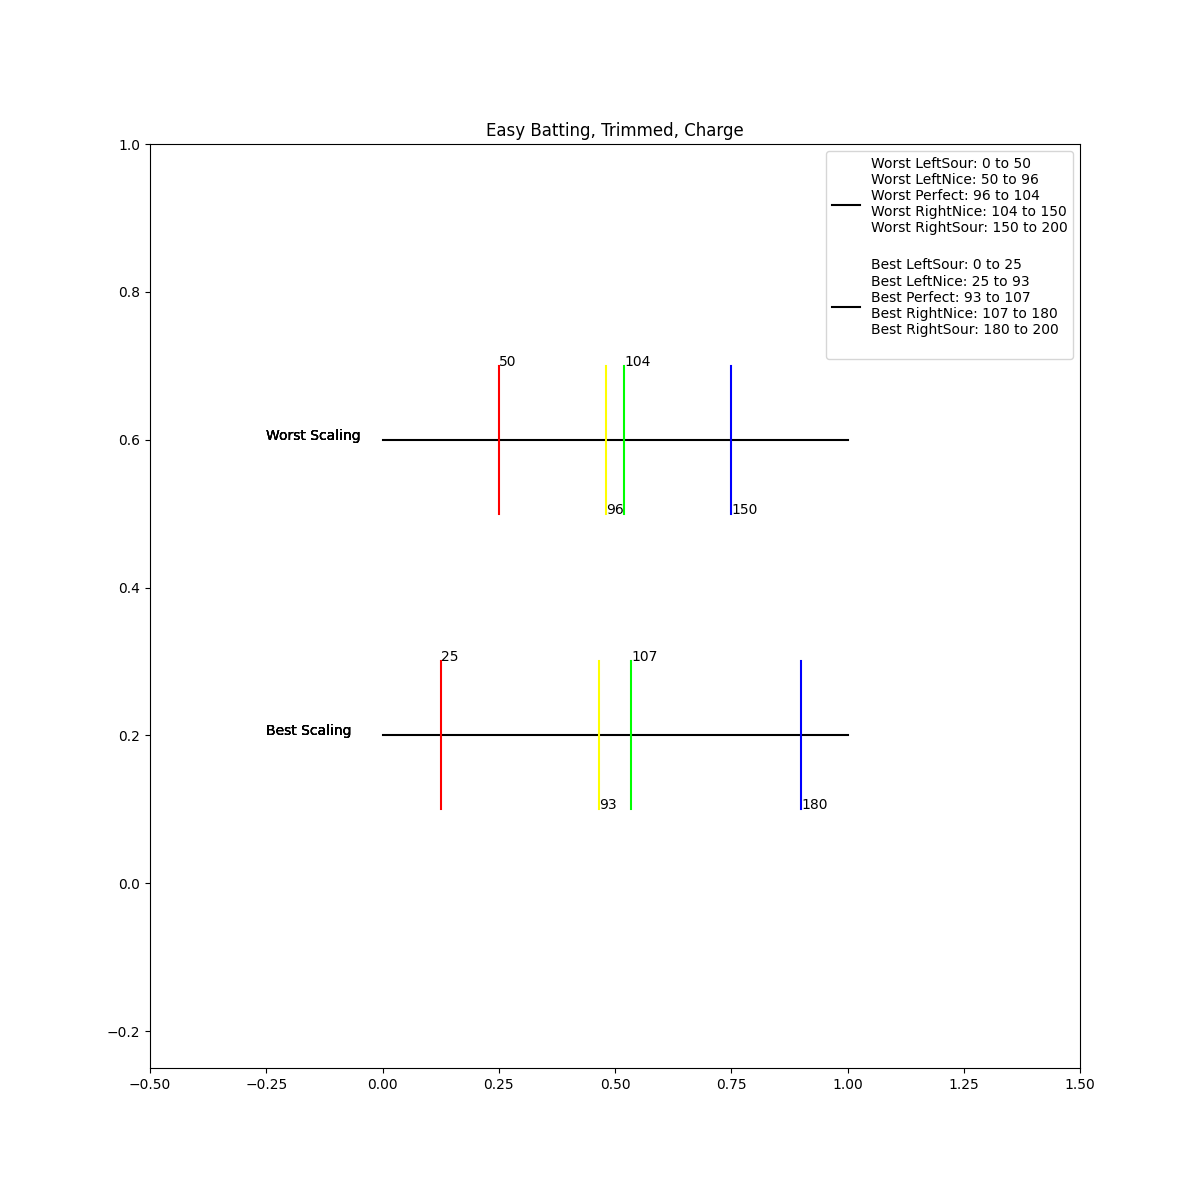 Easy Batting, Trimmed, Charge
1.0
Worst LeftSour: 0 to 50
Worst LeftNice: 50 to 96
Worst Perfect: 96 to 104
Worst RightNice: 104 to 150
Worst RightSour: 150 to 200
Best LeftSour: 0 to 25
Best LeftNice: 25 to 93
Best Perfect: 93 to 107
Best RightNice: 107 to 180
Best RightSour: 180 to 200
0.8
50
104
Worst Scaling
0.6
96
150
0.4
25
107
Best Scaling
0.2
93
180
0.0
−0.2
−0.50 −0.25 0.00 0.25 0.50 0.75 1.00 1.25 1.50